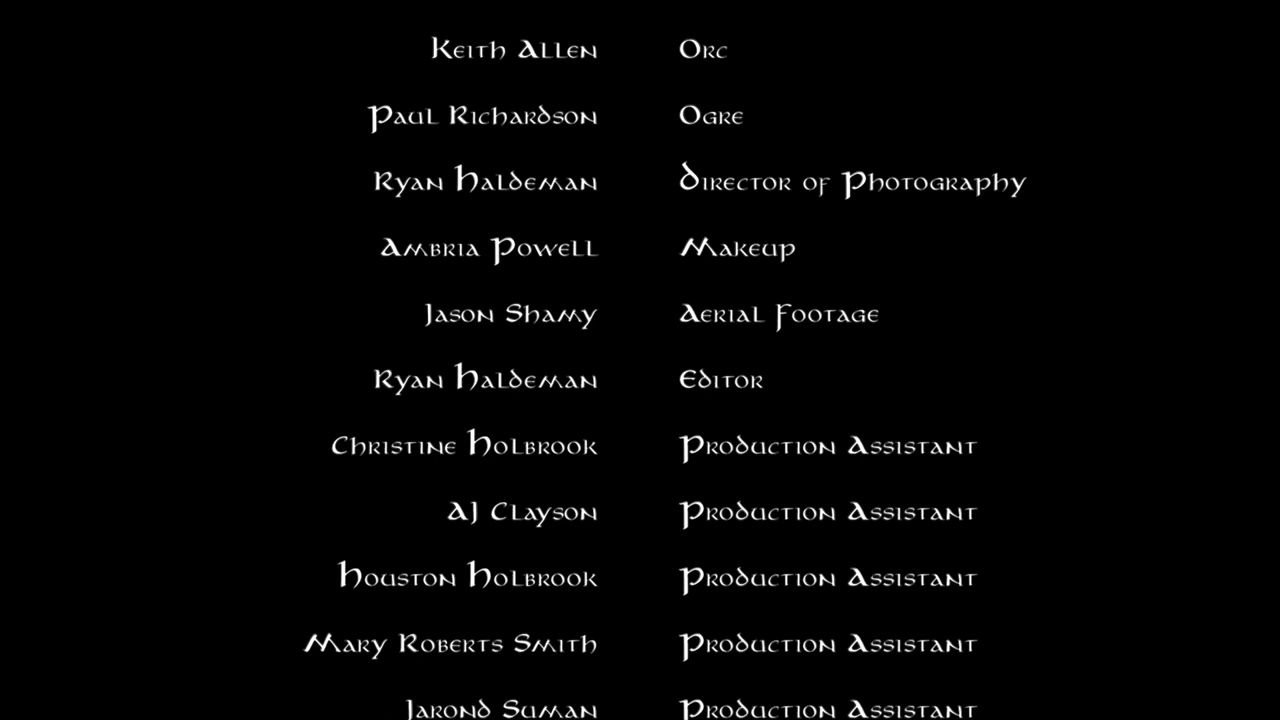 Keith Allen Orc
Paul Richardson Ogre
Ryan Haldeman Director of Photography
Ambria Powell Makeup
Jason Shamy Aerial Footage
Ryan Haldeman Editor
Christine Holbrook Production Assistant
AJ Clayson Production Assistant
Houston Holbrook Production Assistant
Mary Roberts Smith Production Assistant
Jarond Suman Production Assistant